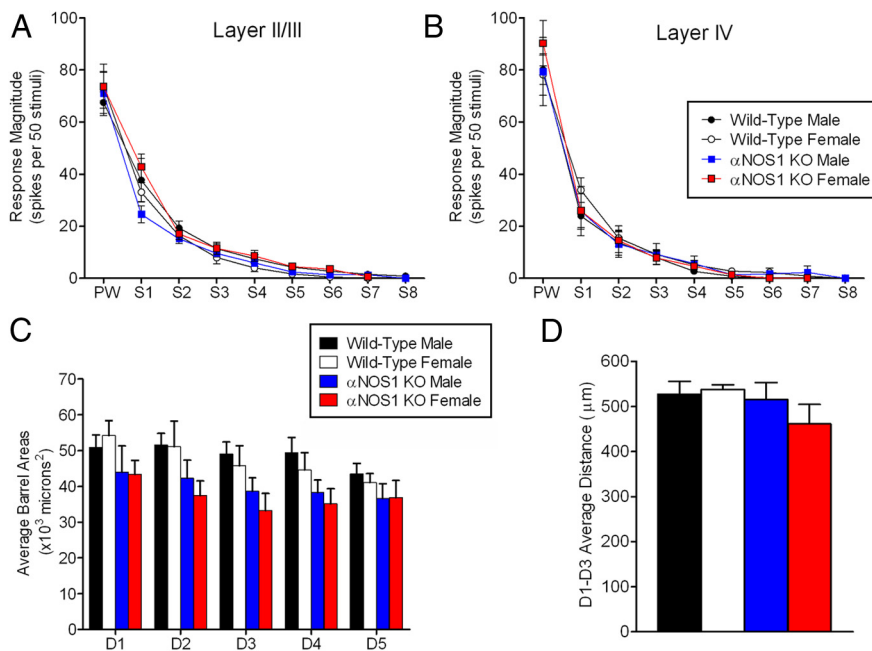 A
Layer II/III
Response Magnitude
(spikes per 50 stimuli)
100
80
60
40
20
0
PW S1 S2 S3 S4 S5 S6 S7 S8
B
Layer IV
Response Magnitude
(spikes per 50 stimuli)
100
80
60
40
20
0
PW S1 S2 S3 S4 S5 S6 S7 S8
Wild-Type Male
Wild-Type Female
αNOS1 KO Male
αNOS1 KO Female
C
Wild-Type Male
Wild-Type Female
αNOS1 KO Male
αNOS1 KO Female
Average Barrel Areas
(x10³ microns²)
70
60
50
40
30
20
10
0
D1 D2 D3 D4 D5
D
D1-D3 Average Distance (μm)
600
500
400
300
200
100
0